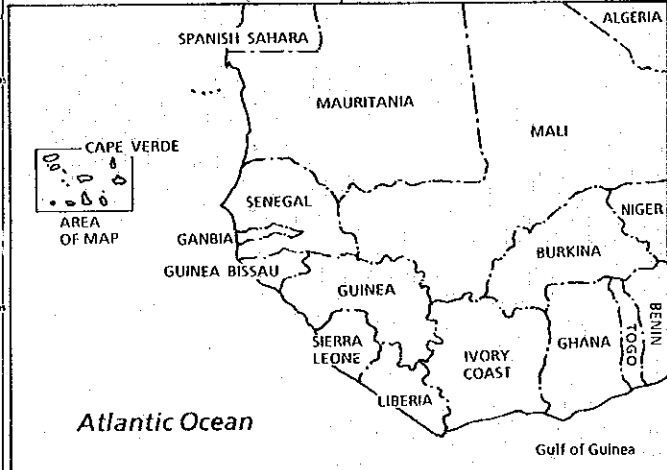 ALGERIA
SPANISH SAHARA
MAURITANIA
MALI
CAPE VERDE
AREA
OF MAP
SENEGAL
NIGER
GANBIA
BURKINA
GUINEA BISSAU
GUINEA
BENIN
SIERRA
LEONE
IVORY
COAST
GHANA
TOGO
LIBERIA
Atlantic Ocean
Gulf of Guinea